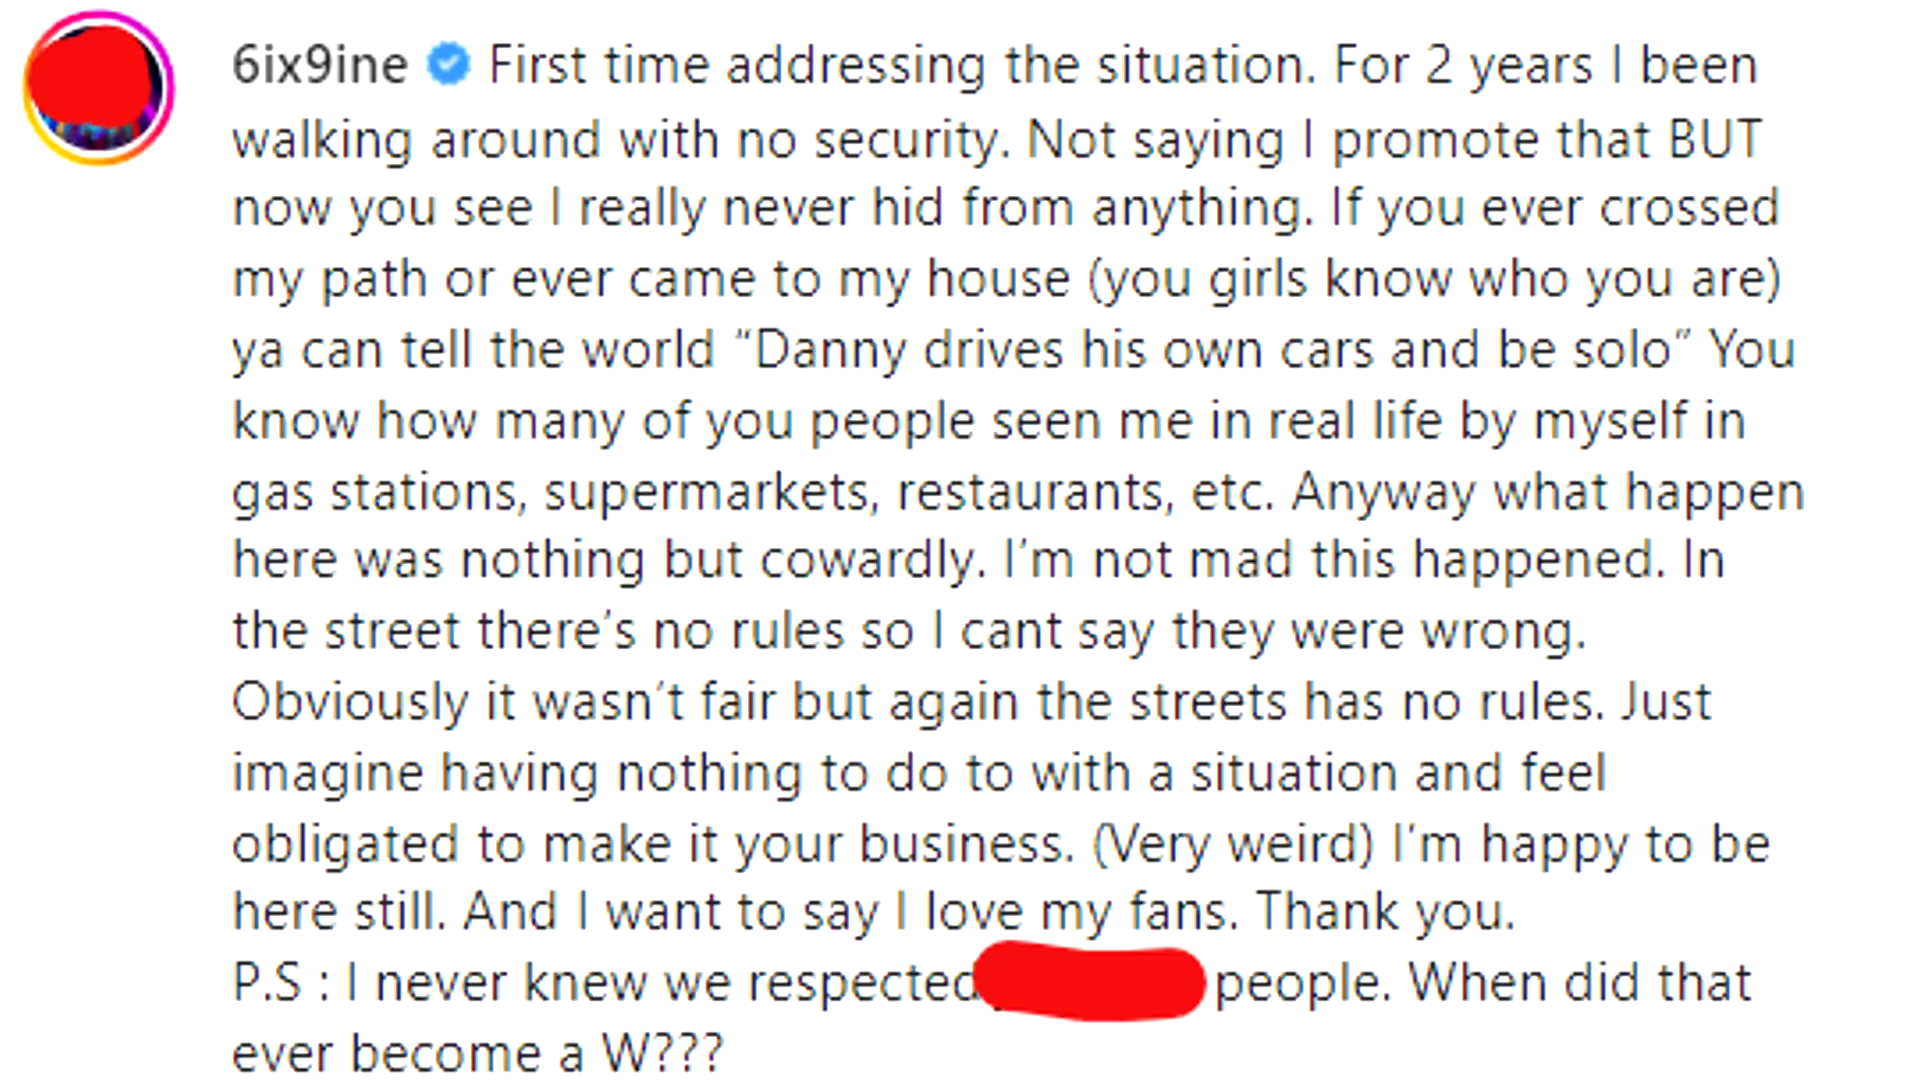 6ix9ine First time addressing the situation. For 2 years I been
walking around with no security. Not saying I promote that BUT
now you see I really never hid from anything. If you ever crossed
my path or ever came to my house (you girls know who you are)
ya can tell the world “Danny drives his own cars and be solo” You
know how many of you people seen me in real life by myself in
gas stations, supermarkets, restaurants, etc. Anyway what happen
here was nothing but cowardly. I’m not mad this happened. In
the street there’s no rules so I cant say they were wrong.
Obviously it wasn’t fair but again the streets has no rules. Just
imagine having nothing to do to with a situation and feel
obligated to make it your business. (Very weird) I’m happy to be
here still. And I want to say I love my fans. Thank you.
P.S : I never knew we respected people. When did that
ever become a W???